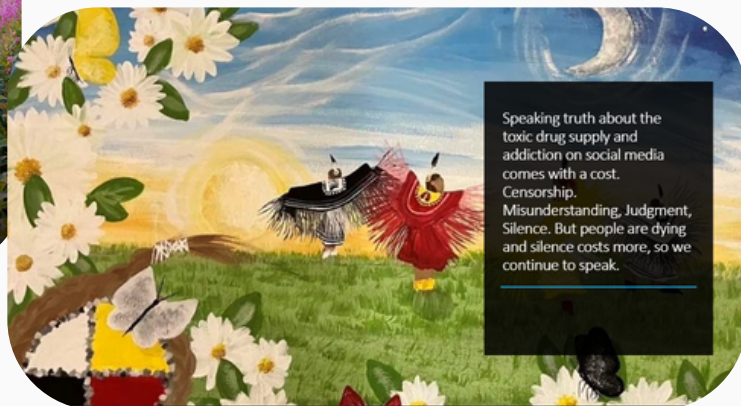 Speaking truth about the
toxic drug supply and
addiction on social media
comes with a cost.
Censorship.
Misunderstanding, Judgment,
Silence. But people are dying
and silence costs more, so we
continue to speak.